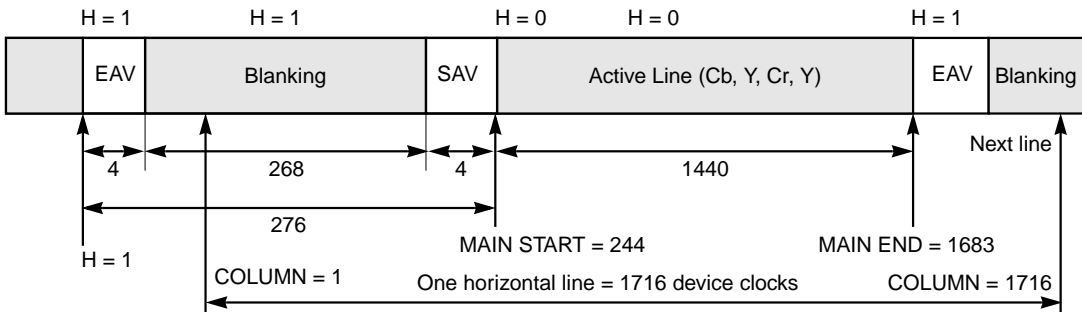 H = 1 H = 1 H = 0 H = 0 H = 1
EAV Blanking SAV Active Line (Cb, Y, Cr, Y) EAV Blanking
Next line
4 268 4 1440
276
MAIN START = 244 MAIN END = 1683
H = 1
COLUMN = 1 One horizontal line = 1716 device clocks COLUMN = 1716